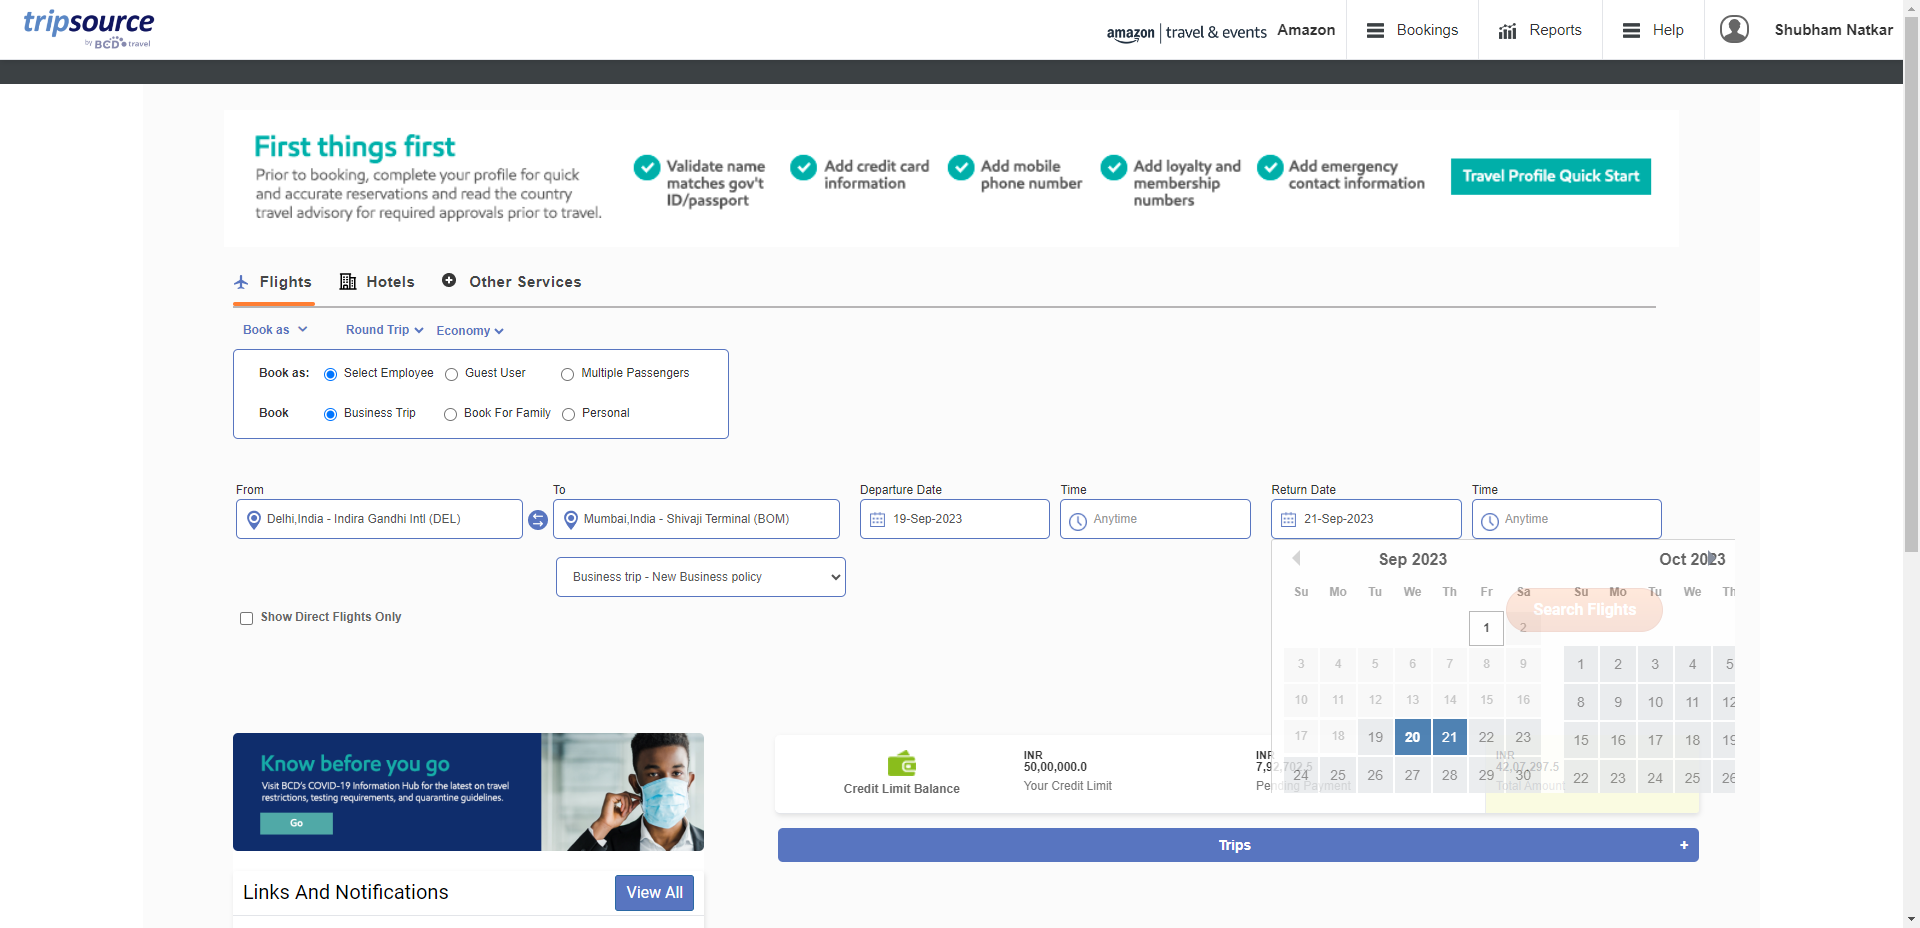 tripsource
by BCD travel
amazon | travel & events Amazon
Bookings
Reports
Help
Shubham Natkar
First things first
Prior to booking, complete your profile for quick
and accurate reservations and read the country
travel advisory for required approvals prior to travel.
Validate name
matches gov't
ID/passport
Add credit card
information
Add mobile
phone number
Add loyalty and
membership
numbers
Add emergency
contact information
Travel Profile Quick Start
Flights
Hotels
Other Services
Book as
Round Trip
Economy
Book as: Select Employee Guest User Multiple Passengers
Book Business Trip Book For Family Personal
From
Delhi,India - Indira Gandhi Intl (DEL)
To
Mumbai,India - Shivaji Terminal (BOM)
Departure Date
19-Sep-2023
Time
Anytime
Return Date
21-Sep-2023
Time
Anytime
Business trip - New Business policy
Show Direct Flights Only
Search Flights
Sep 2023
Su Mo Tu We Th Fr Sa
1 2
3 4 5 6 7 8 9
10 11 12 13 14 15 16
17 18 19 20 21 22 23
24 25 26 27 28 29 30
Oct 2023
Su Mo Tu We Th
1 2 3 4 5
8 9 10 11 12
15 16 17 18 19
22 23 24 25 26
Know before you go
Visit BCD's COVID-19 Information Hub for the latest on travel
restrictions, testing requirements, and quarantine guidelines.
Go
Credit Limit Balance
INR
50,00,000.0
Your Credit Limit
INR
7,92,702.5
Pending Payment
INR
42,07,297.5
Total Amount
Trips +
Links And Notifications
View All